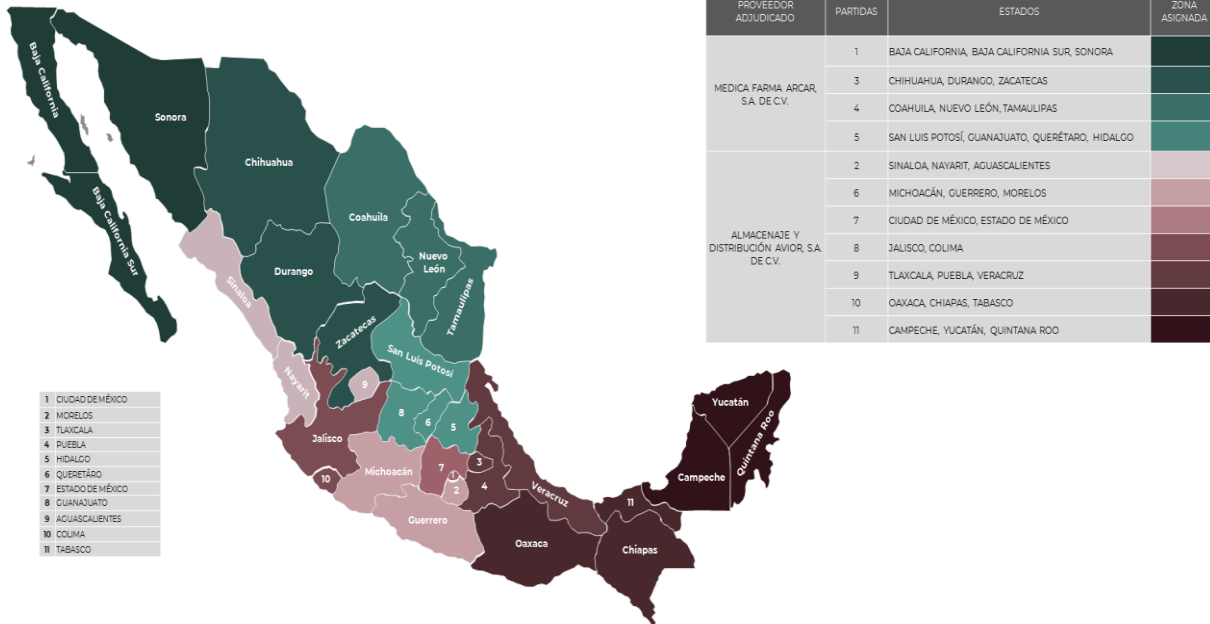 PROVEEDOR
ADJUDICADO
PARTIDAS
ESTADOS
ZONA
ASIGNADA
MEDICA FARMA ARCAR,
S.A. DE C.V.
1 BAJA CALIFORNIA, BAJA CALIFORNIA SUR, SONORA
3 CHIHUAHUA, DURANGO, ZACATECAS
4 COAHUILA, NUEVO LEÓN, TAMAULIPAS
5 SAN LUIS POTOSÍ, GUANAJUATO, QUERÉTARO, HIDALGO
ALMACENAJE Y
DISTRIBUCIÓN AVIOR, S.A.
DE C.V.
2 SINALOA, NAYARIT, AGUASCALIENTES
6 MICHOACÁN, GUERRERO, MORELOS
7 CIUDAD DE MÉXICO, ESTADO DE MÉXICO
8 JALISCO, COLIMA
9 TLAXCALA, PUEBLA, VERACRUZ
10 OAXACA, CHIAPAS, TABASCO
11 CAMPECHE, YUCATÁN, QUINTANA ROO
Baja California
Sonora
Chihuahua
Baja California Sur
Coahuila
Nuevo
León
Durango
Sinaloa
Tamaulipas
Zacatecas
San Luis Potosí
Nayarit
9
8
6
5
Jalisco
10
Michoacán
7
1
2
3
4
Guerrero
Veracruz
Oaxaca
11
Chiapas
Yucatán
Quintana Roo
Campeche
1 CIUDAD DE MÉXICO
2 MORELOS
3 TLAXCALA
4 PUEBLA
5 HIDALGO
6 QUERETÁRO
7 ESTADO DE MÉXICO
8 GUANAJUATO
9 AGUASCALIENTES
10 COLIMA
11 TABASCO